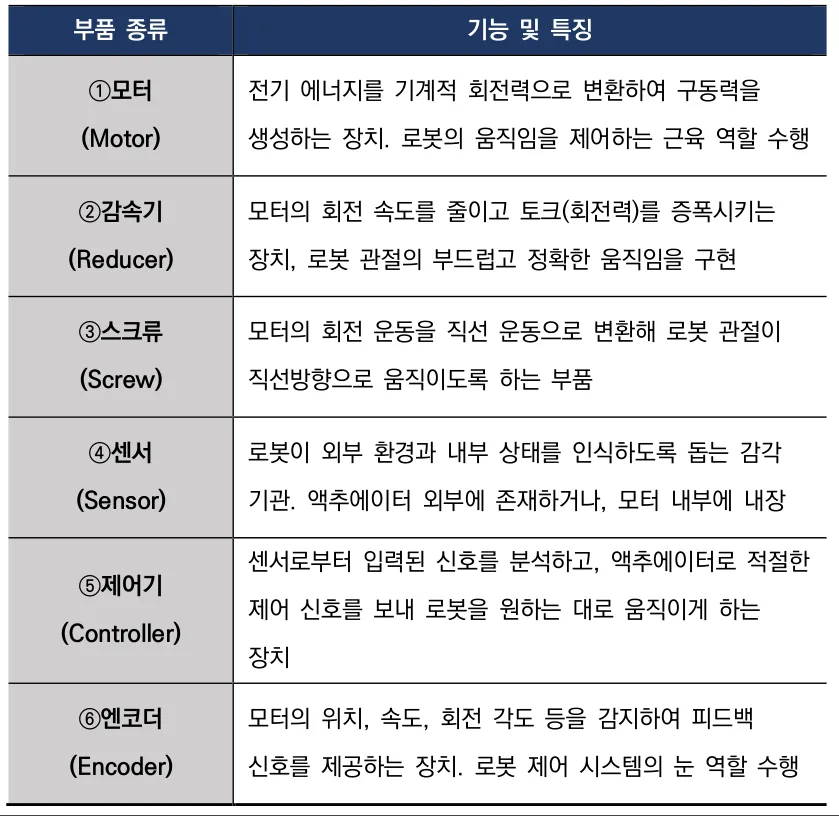 부품 종류
기능 및 특징
①모터
(Motor)
전기 에너지를 기계적 회전력으로 변환하여 구동력을
생성하는 장치. 로봇의 움직임을 제어하는 근육 역할 수행
②감속기
(Reducer)
모터의 회전 속도를 줄이고 토크(회전력)를 증폭시키는
장치, 로봇 관절의 부드럽고 정확한 움직임을 구현
③스크류
(Screw)
모터의 회전 운동을 직선 운동으로 변환해 로봇 관절이
직선방향으로 움직이도록 하는 부품
④센서
(Sensor)
로봇이 외부 환경과 내부 상태를 인식하도록 돕는 감각
기관. 액추에이터 외부에 존재하거나, 모터 내부에 내장
⑤제어기
(Controller)
센서로부터 입력된 신호를 분석하고, 액추에이터로 적절한
제어 신호를 보내 로봇을 원하는 대로 움직이게 하는
장치
⑥엔코더
(Encoder)
모터의 위치, 속도, 회전 각도 등을 감지하여 피드백
신호를 제공하는 장치. 로봇 제어 시스템의 눈 역할 수행